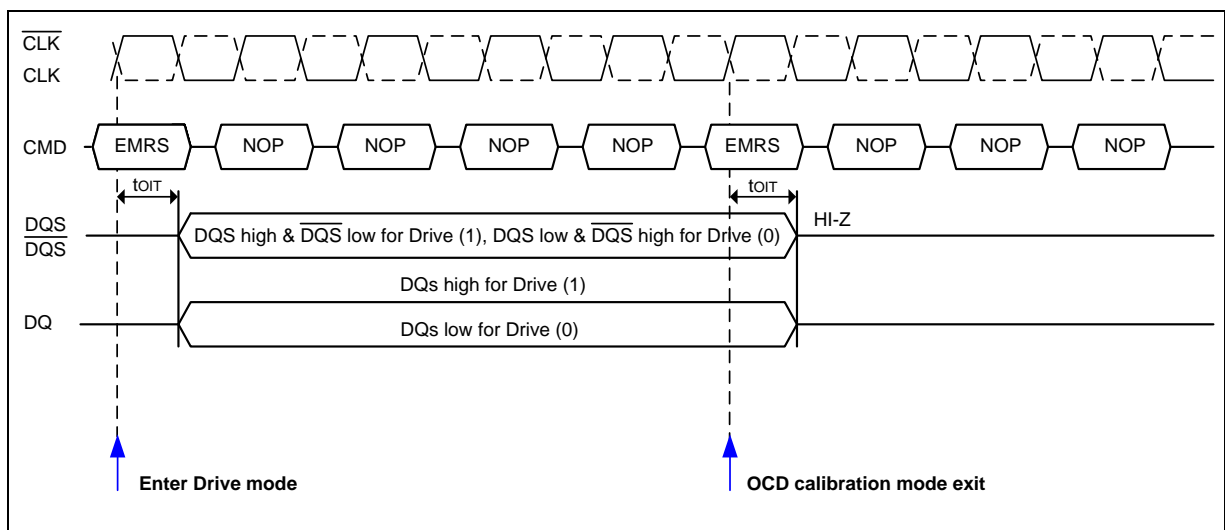 CLK
CLK
CMD EMRS NOP NOP NOP NOP EMRS NOP NOP NOP
tOIT tOIT
DQS
DQS
DQS high & DQS low for Drive (1), DQS low & DQS high for Drive (0)
HI-Z
DQs high for Drive (1)
DQ
DQs low for Drive (0)
Enter Drive mode
OCD calibration mode exit